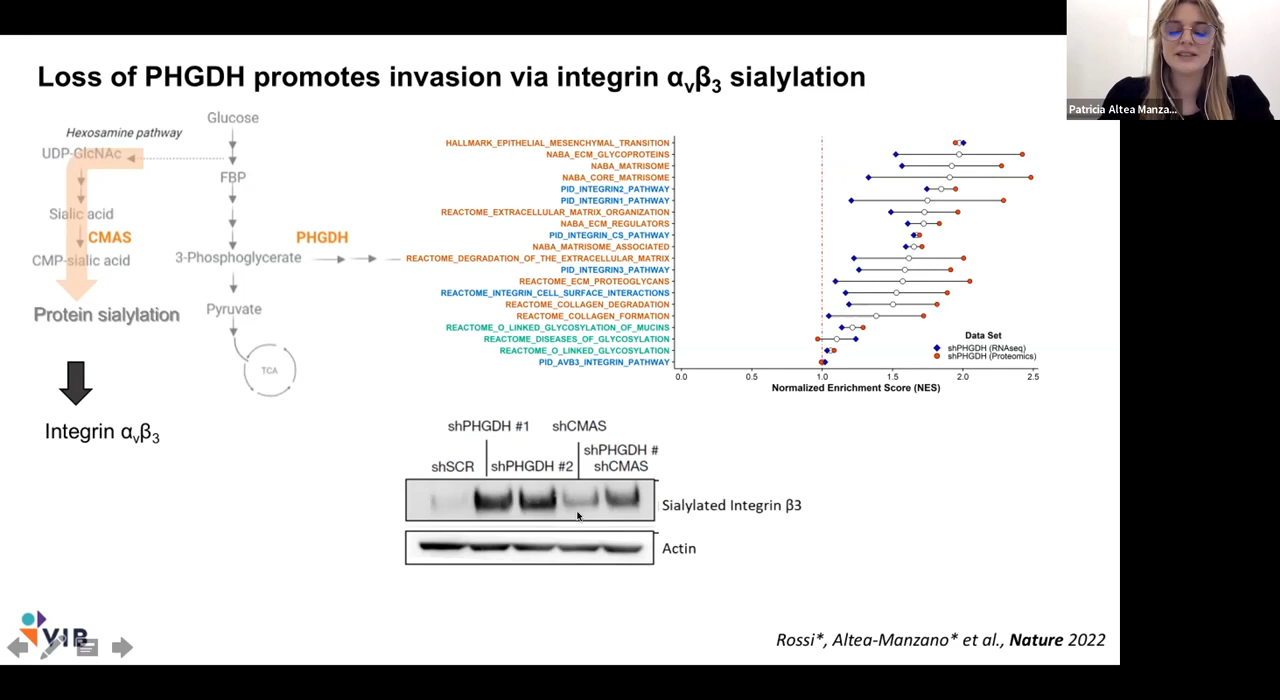 Loss of PHGDH promotes invasion via integrin αvβ3 sialylation
Patricia Altea Manza...
Glucose
Hexosamine pathway
UDP-GlcNAc
FBP
Sialic acid
CMAS
PHGDH
CMP-sialic acid
3-Phosphoglycerate
Protein sialylation
Pyruvate
TCA
Integrin αvβ3
HALLMARK_EPITHELIAL_MESENCHYMAL_TRANSITION
NABA_ECM_GLYCOPROTEINS
NABA_MATRISOME
NABA_CORE_MATRISOME
PID_INTEGRIN2_PATHWAY
PID_INTEGRIN1_PATHWAY
REACTOME_EXTRACELLULAR_MATRIX_ORGANIZATION
NABA_ECM_REGULATORS
PID_INTEGRIN_CS_PATHWAY
NABA_MATRISOME_ASSOCIATED
REACTOME_DEGRADATION_OF_THE_EXTRACELLULAR_MATRIX
PID_INTEGRIN3_PATHWAY
REACTOME_ECM_PROTEOGLYCANS
REACTOME_INTEGRIN_CELL_SURFACE_INTERACTIONS
REACTOME_COLLAGEN_DEGRADATION
REACTOME_COLLAGEN_FORMATION
REACTOME_O_LINKED_GLYCOSYLATION_OF_MUCINS
REACTOME_DISEASES_OF_GLYCOSYLATION
REACTOME_O_LINKED_GLYCOSYLATION
PID_AVB3_INTEGRIN_PATHWAY
Data Set
shPHGDH (RNAseq)
shPHGDH (Proteomics)
0.0 0.5 1.0 1.5 2.0 2.5
Normalized Enrichment Score (NES)
shPHGDH #1 shCMAS
shPHGDH #
shSCR shPHGDH #2 shCMAS
Sialylated Integrin β3
Actin
VIB
Rossi*, Altea-Manzano* et al., Nature 2022